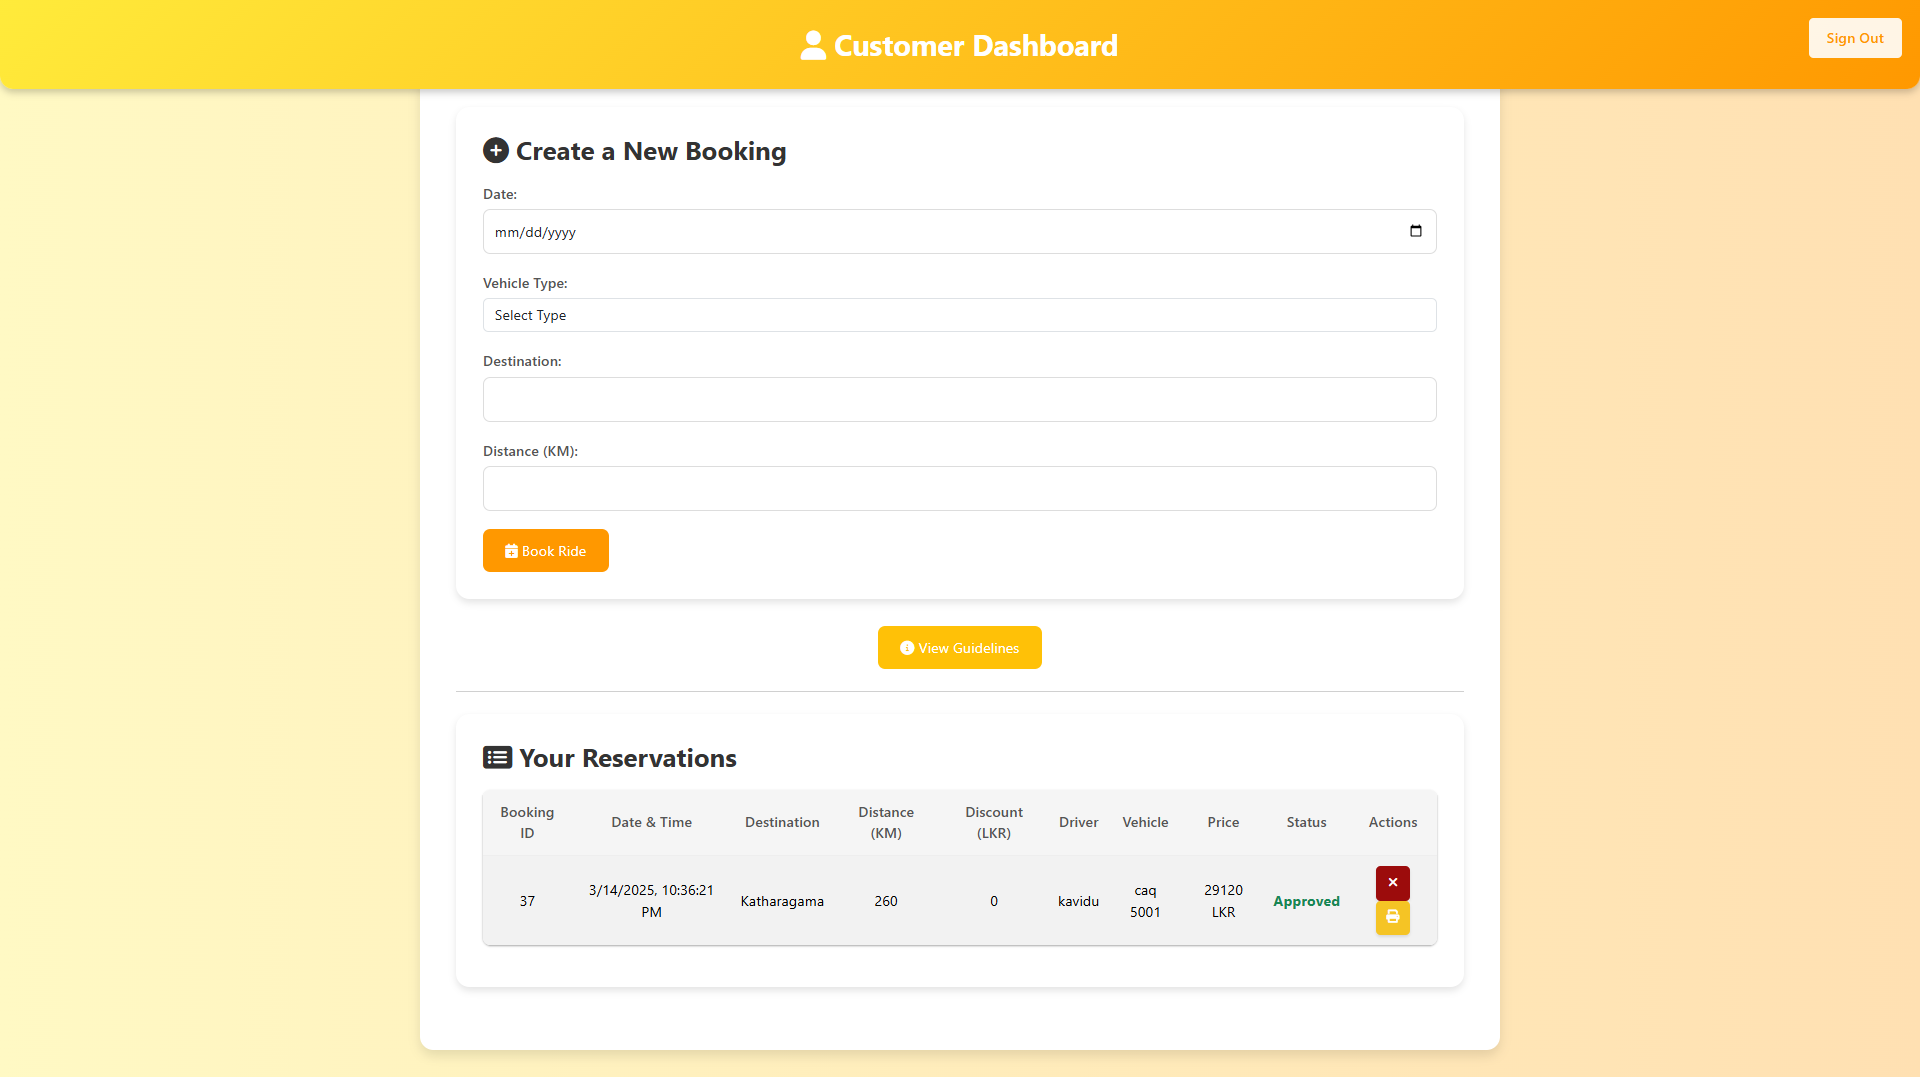 Customer Dashboard
Sign Out
Create a New Booking
Date:
mm/dd/yyyy
Vehicle Type:
Select Type
Destination:
Distance (KM):
Book Ride
View Guidelines
Your Reservations
Booking ID Date & Time Destination Distance (KM) Discount (LKR) Driver Vehicle Price Status Actions
37 3/14/2025, 10:36:21 PM Katharagama 260 0 kavidu caq 5001 29120 LKR Approved